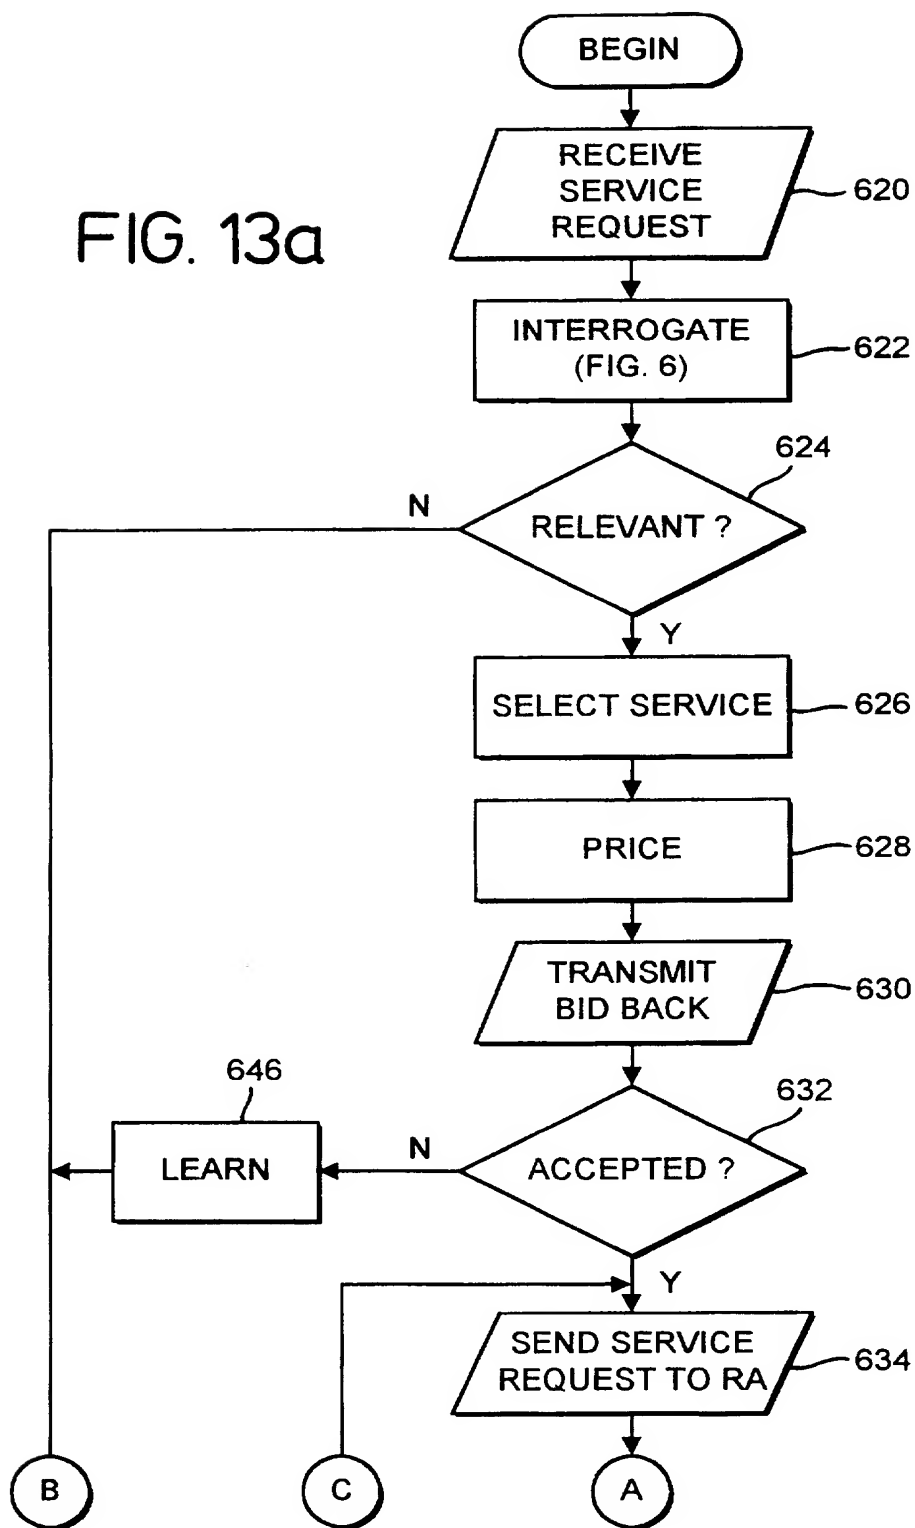 BEGIN
RECEIVE
SERVICE
REQUEST
620
FIG. 13a
INTERROGATE
(FIG. 6)
622
624
N
RELEVANT ?
Y
SELECT SERVICE
626
PRICE
628
TRANSMIT
BID BACK
630
646
632
LEARN
N
ACCEPTED ?
Y
SEND SERVICE
REQUEST TO RA
634
B
C
A